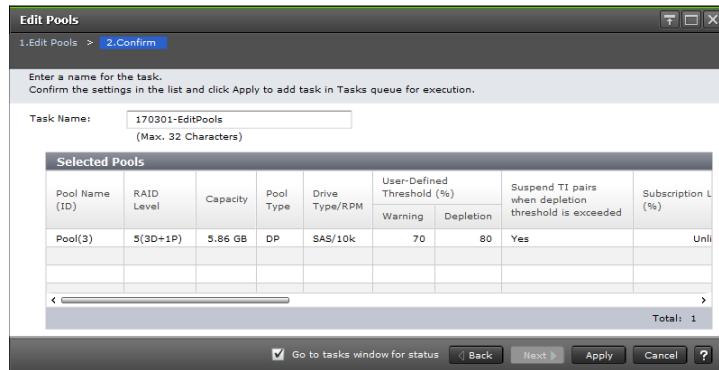 Edit Pools
1.Edit Pools > 2.Confirm
Enter a name for the task.
Confirm the settings in the list and click Apply to add task in Tasks queue for execution.
Task Name: 170301-EditPools
(Max. 32 Characters)
Selected Pools
Pool Name (ID) RAID Level Capacity Pool Type Drive Type/RPM User-Defined Threshold (%) Suspend TI pairs when depletion threshold is exceeded Subscription L (%)
Warning Depletion
Pool(3) 5(3D+1P) 5.86 GB DP SAS/10k 70 80 Yes Unli
Total: 1
Go to tasks window for status Back Next Apply Cancel ?